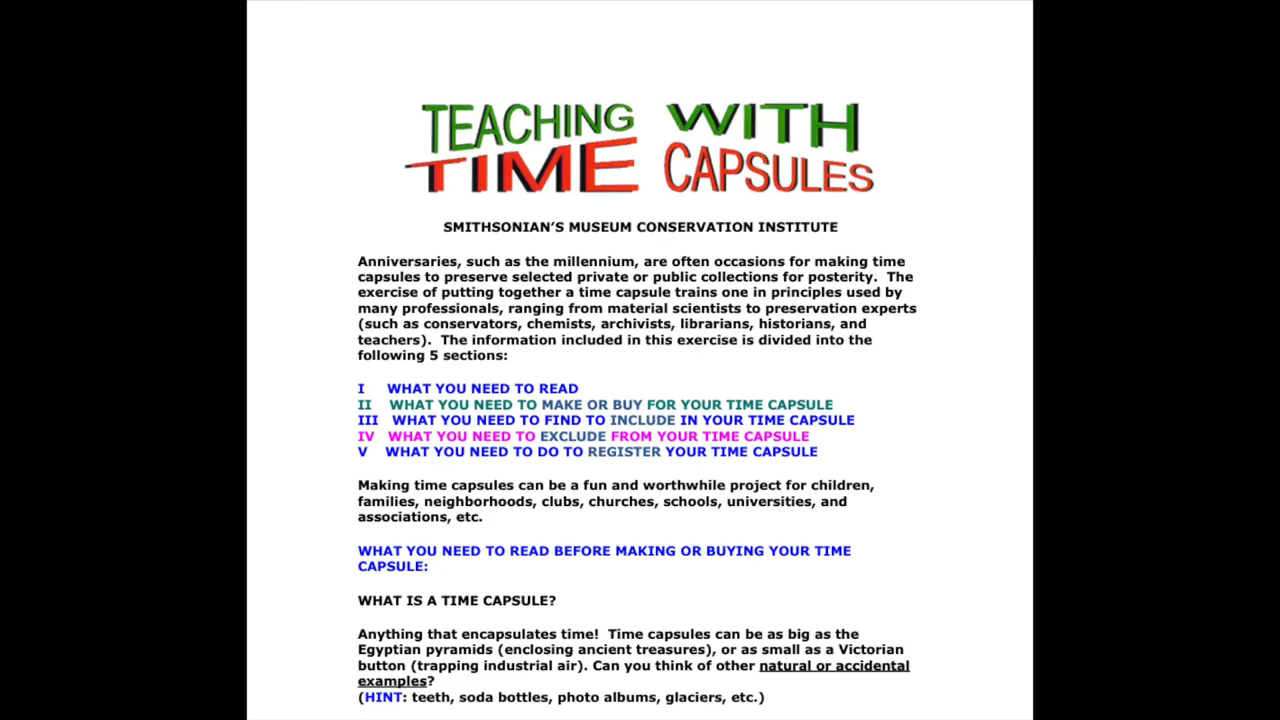 TEACHING WITH
TIME CAPSULES
SMITHSONIAN’S MUSEUM CONSERVATION INSTITUTE
Anniversaries, such as the millennium, are often occasions for making time
capsules to preserve selected private or public collections for posterity.  The
exercise of putting together a time capsule trains one in principles used by
many professionals, ranging from material scientists to preservation experts
(such as conservators, chemists, archivists, librarians, historians, and
teachers).  The information included in this exercise is divided into the
following 5 sections:
I WHAT YOU NEED TO READ
II WHAT YOU NEED TO MAKE OR BUY FOR YOUR TIME CAPSULE
III WHAT YOU NEED TO FIND TO INCLUDE IN YOUR TIME CAPSULE
IV WHAT YOU NEED TO EXCLUDE FROM YOUR TIME CAPSULE
V WHAT YOU NEED TO DO TO REGISTER YOUR TIME CAPSULE
Making time capsules can be a fun and worthwhile project for children,
families, neighborhoods, clubs, churches, schools, universities, and
associations, etc.
WHAT YOU NEED TO READ BEFORE MAKING OR BUYING YOUR TIME
CAPSULE:
WHAT IS A TIME CAPSULE?
Anything that encapsulates time!  Time capsules can be as big as the
Egyptian pyramids (enclosing ancient treasures), or as small as a Victorian
button (trapping industrial air). Can you think of other natural or accidental
examples?
(HINT: teeth, soda bottles, photo albums, glaciers, etc.)